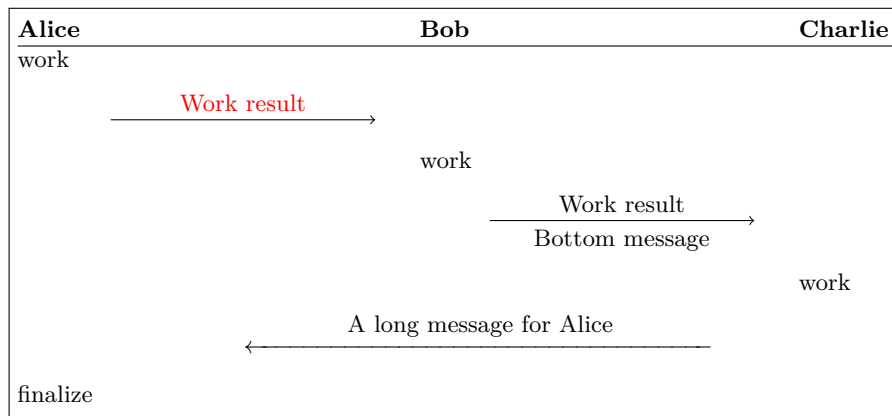 Alice Bob Charlie
work
Work result
work
Work result
Bottom message
work
A long message for Alice
finalize